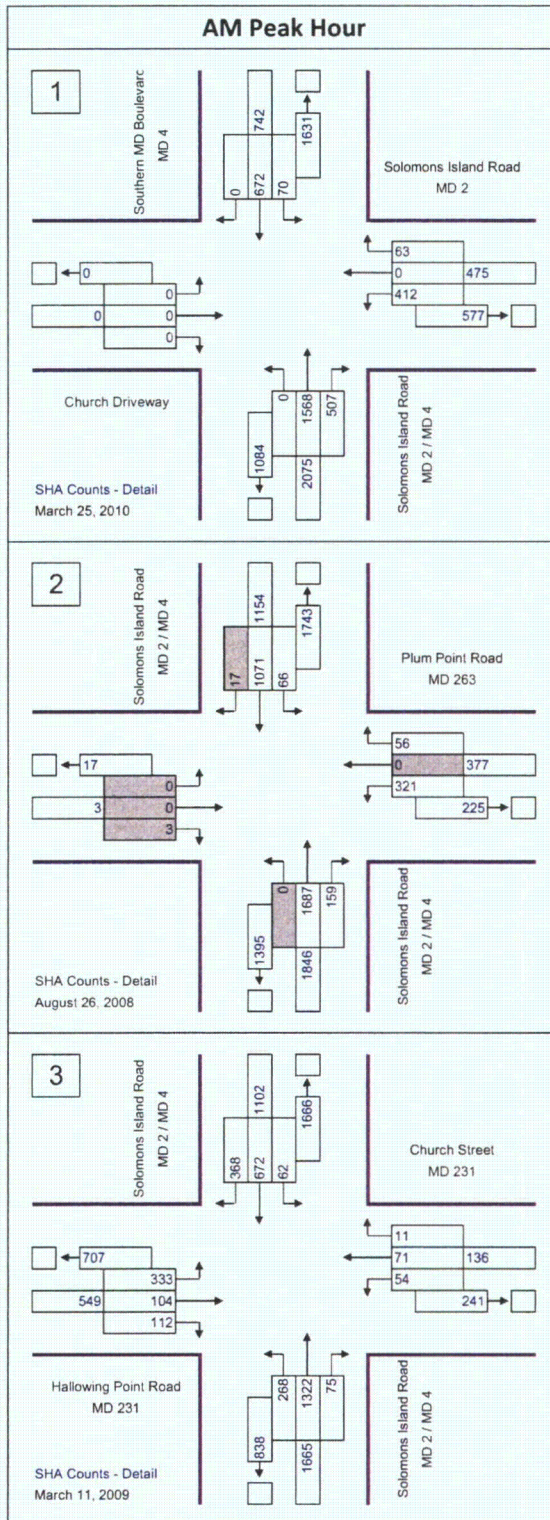 AM Peak Hour
1
Southern MD Boulevard
MD 4
742
0
672
70
1631
Solomons Island Road
MD 2
0
0
0
0
0
63
0
475
412
577
Church Driveway
0
1568
507
1084
2075
Solomons Island Road
MD 2 / MD 4
SHA Counts - Detail
March 25, 2010
2
Solomons Island Road
MD 2 / MD 4
1154
17
1071
66
1743
Plum Point Road
MD 263
17
0
3
0
3
56
0
377
321
225
0
1687
159
1395
1846
Solomons Island Road
MD 2 / MD 4
SHA Counts - Detail
August 26, 2008
3
Solomons Island Road
MD 2 / MD 4
1102
368
672
62
1666
Church Street
MD 231
707
333
549
104
112
11
71
136
54
241
Hallowing Point Road
MD 231
268
1322
75
838
1665
Solomons Island Road
MD 2 / MD 4
SHA Counts - Detail
March 11, 2009